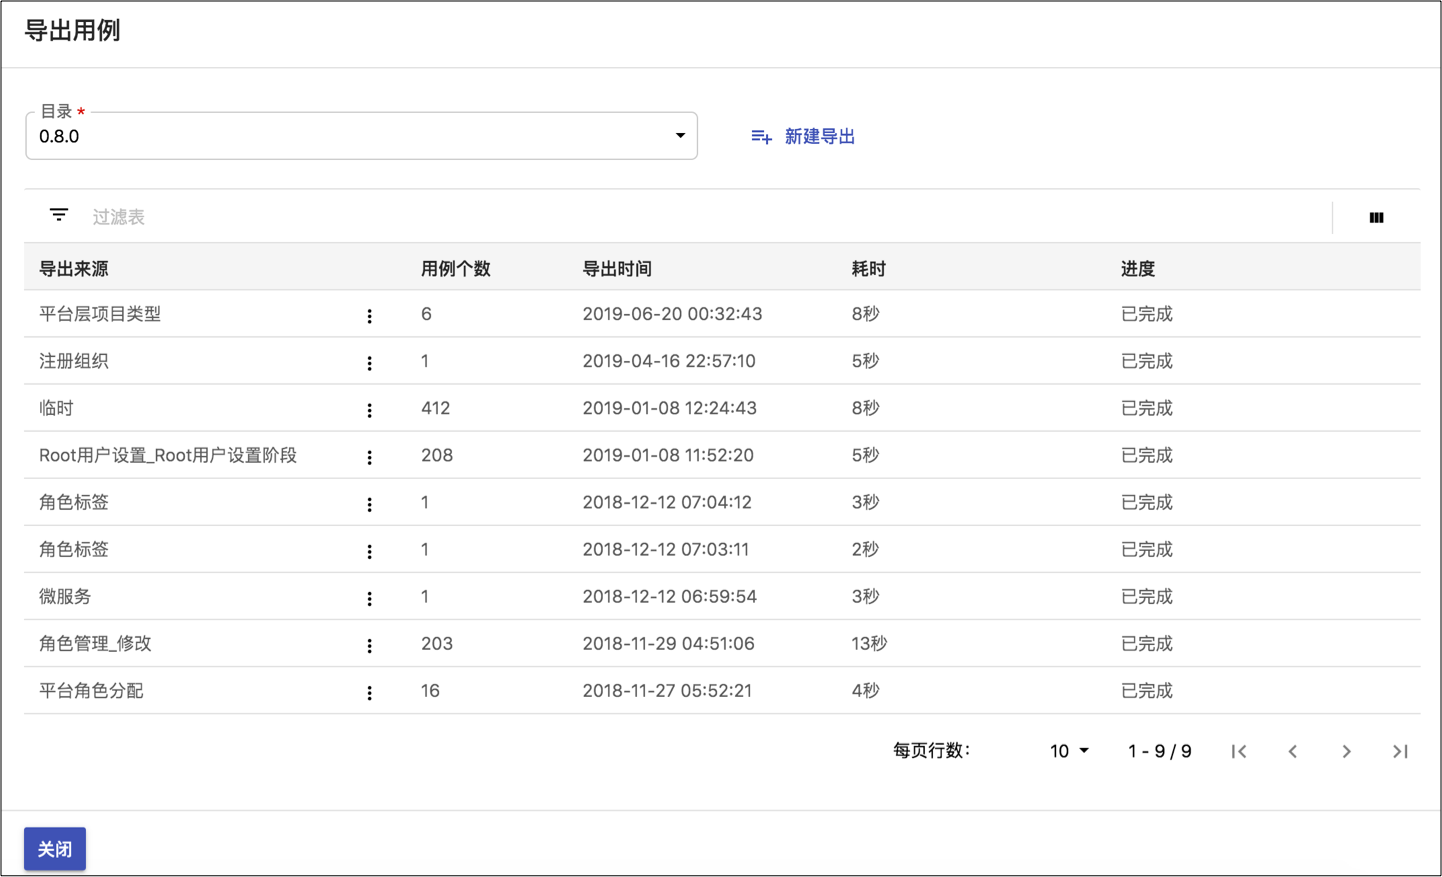 导出用例
目录 *
0.8.0
新建导出
过滤表
导出来源 用例个数 导出时间 耗时 进度
平台层项目类型 6 2019-06-20 00:32:43 8秒 已完成
注册组织 1 2019-04-16 22:57:10 5秒 已完成
临时 412 2019-01-08 12:24:43 8秒 已完成
Root用户设置_Root用户设置阶段 208 2019-01-08 11:52:20 5秒 已完成
角色标签 1 2018-12-12 07:04:12 3秒 已完成
角色标签 1 2018-12-12 07:03:11 2秒 已完成
微服务 1 2018-12-12 06:59:54 3秒 已完成
角色管理_修改 203 2018-11-29 04:51:06 13秒 已完成
平台角色分配 16 2018-11-27 05:52:21 4秒 已完成
每页行数： 10 1 - 9 / 9
关闭